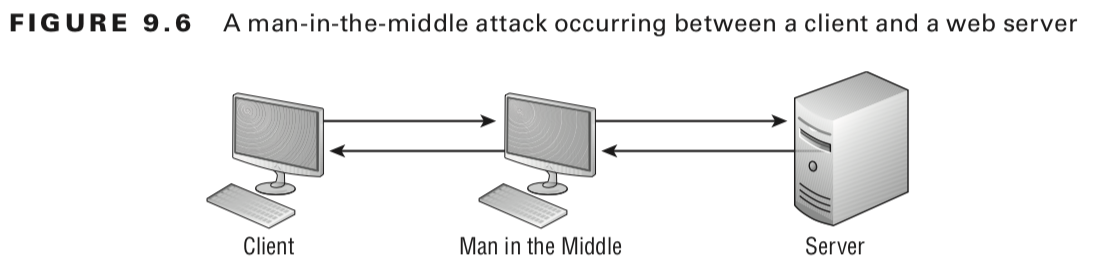 FIGURE 9.6 A man-in-the-middle attack occurring between a client and a web server
Client Man in the Middle Server